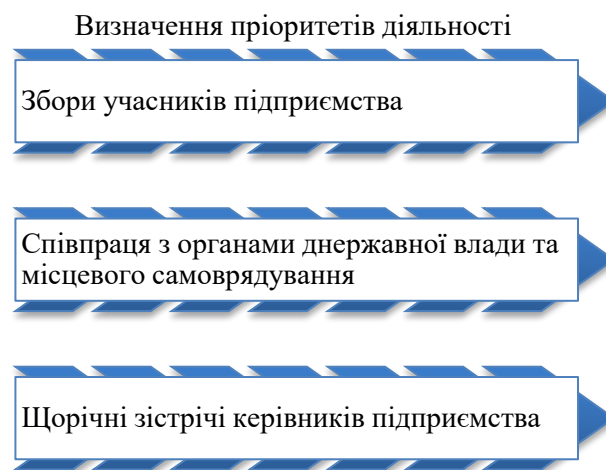 Визначення пріоритетів діяльності
Збори учасників підприємства
Співпраця з органами днержавної влади та
місцевого самоврядування
Щорічні зістрічі керівників підприємства